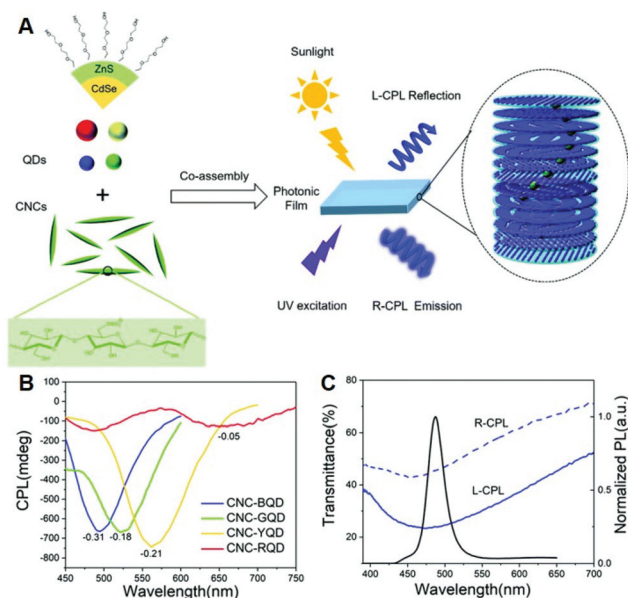 A
ZnS
CdSe
QDs
+
CNCs
Co-assembly
Sunlight
L-CPL Reflection
Photonic
Film
UV excitation
R-CPL Emission
B
CPL(mdeg)
100
50
0
-50
-100
-200
-300
-400
-500
-600
-700
-800
-0.31
-0.18
-0.21
-0.05
CNC-BQD
CNC-GQD
CNC-YQD
CNC-RQD
450 500 550 600 650 700 750
Wavelength(nm)
C
Transmittance(%)
80
60
40
20
R-CPL
L-CPL
Normalized PL(a.u.)
1.0
0.5
0.0
400 450 500 550 600 650 700
Wavelength(nm)